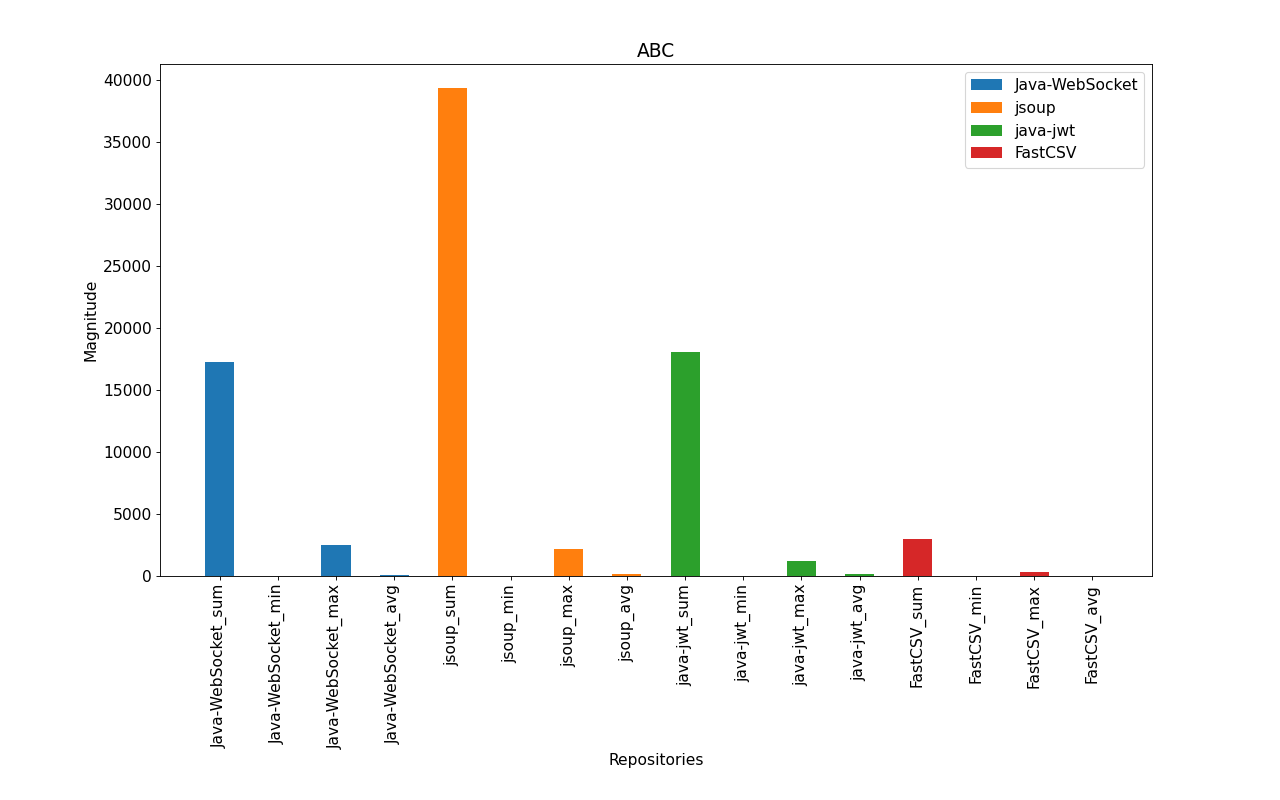 ABC
40000
35000
30000
25000
20000
15000
10000
5000
0
Magnitude
Java-WebSocket
jsoup
java-jwt
FastCSV
Java-WebSocket_sum
Java-WebSocket_min
Java-WebSocket_max
Java-WebSocket_avg
jsoup_sum
jsoup_min
jsoup_max
jsoup_avg
java-jwt_sum
java-jwt_min
java-jwt_max
java-jwt_avg
FastCSV_sum
FastCSV_min
FastCSV_max
FastCSV_avg
Repositories